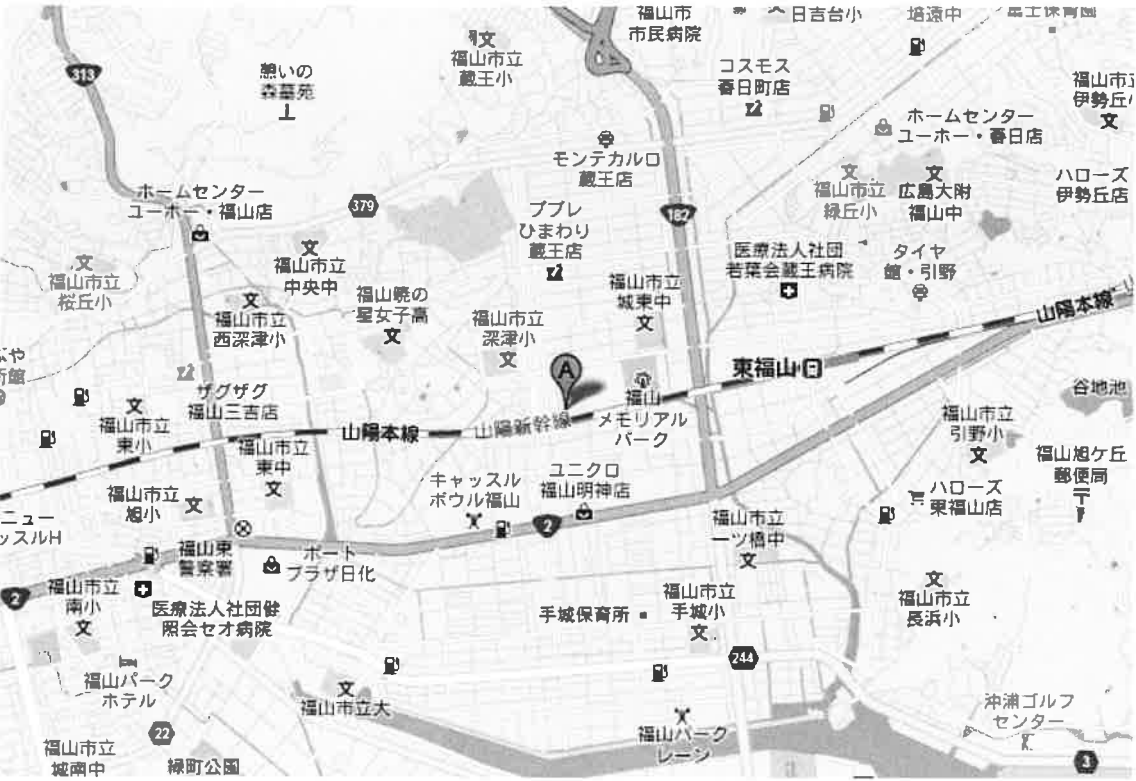 福山市
市民病院
日吉台小
培遠中
富士保育園
福山市立
蔵王小
313
憩いの
森墓苑
コスモス
春日町店
福山市立
伊勢丘小
ホームセンター
ユーホー・春日店
モンテカルロ
蔵王店
福山市立
緑丘小
広島大附
福山中
ハローズ
伊勢丘店
ホームセンター
ユーホー・福山店
379
ププレ
ひまわり
蔵王店
182
医療法人社団
若葉会蔵王病院
タイヤ
館・引野
福山市立
桜丘小
福山市立
中央中
福山市立
城東中
福山暁の
星女子高
福山市立
西深津小
福山市立
深津小
山陽本線
A
東福山
ザグザグ
福山三吉店
福山
メモリアル
パーク
谷地池
福山市立
東小
山陽本線
山陽新幹線
福山市立
引野小
福山市立
東中
キャッスル
ボウル福山
ユニクロ
福山明神店
福山旭ケ丘
郵便局
福山市立
旭小
ハローズ
東福山店
ニュー
ッスルH
2
福山市立
一ツ橋中
福山東
警察署
ポート
プラザ日化
2
福山市立
南小
医療法人社団健
照会セオ病院
手城保育所
福山市立
手城小
福山市立
長浜小
244
福山パーク
ホテル
福山市立大
沖浦ゴルフ
センター
22
福山パーク
レーン
福山市立
城南中
緑町公園
3